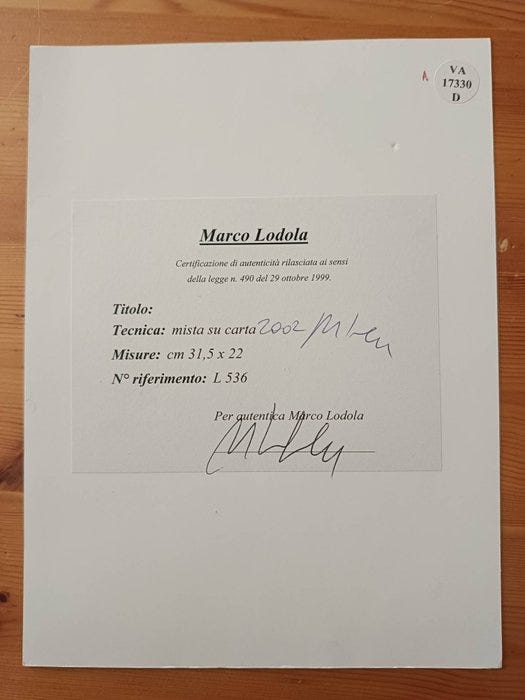 A
VA
17330
D
Marco Lodola
Certificazione di autenticità rilasciata ai sensi
della legge n. 490 del 29 ottobre 1999.
Titolo:
Tecnica: mista su carta 2002
Misure: cm 31,5 x 22
N° riferimento: L 536
Per autentica Marco Lodola